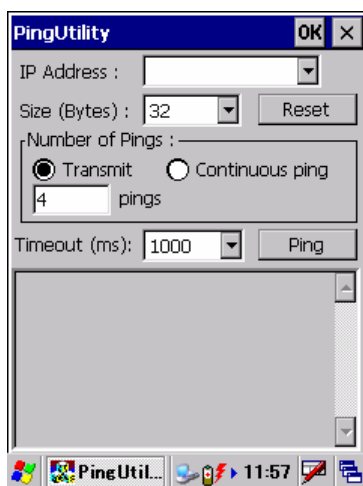 PingUtility OK ×
IP Address :
Size (Bytes) : 32 Reset
Number of Pings :
Transmit Continuous ping
4 pings
Timeout (ms): 1000 Ping
PingUtil... 11:57